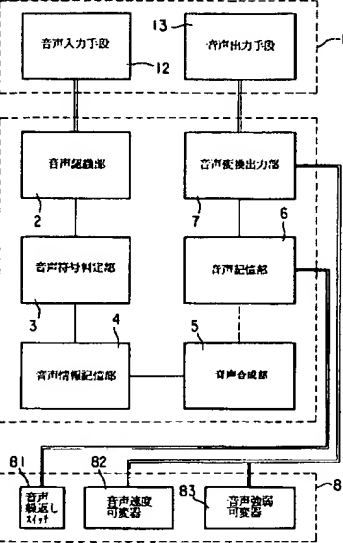 音声入力手段
12
13
音声出力手段
1
音声認識部
2
音声変換出力部
7
音声符号判定部
3
音声記憶部
6
音声情報記憶部
4
音声合成部
5
81
音声
繰返し
スイッチ
82
音声速度
可変器
83
音声強弱
可変器
8